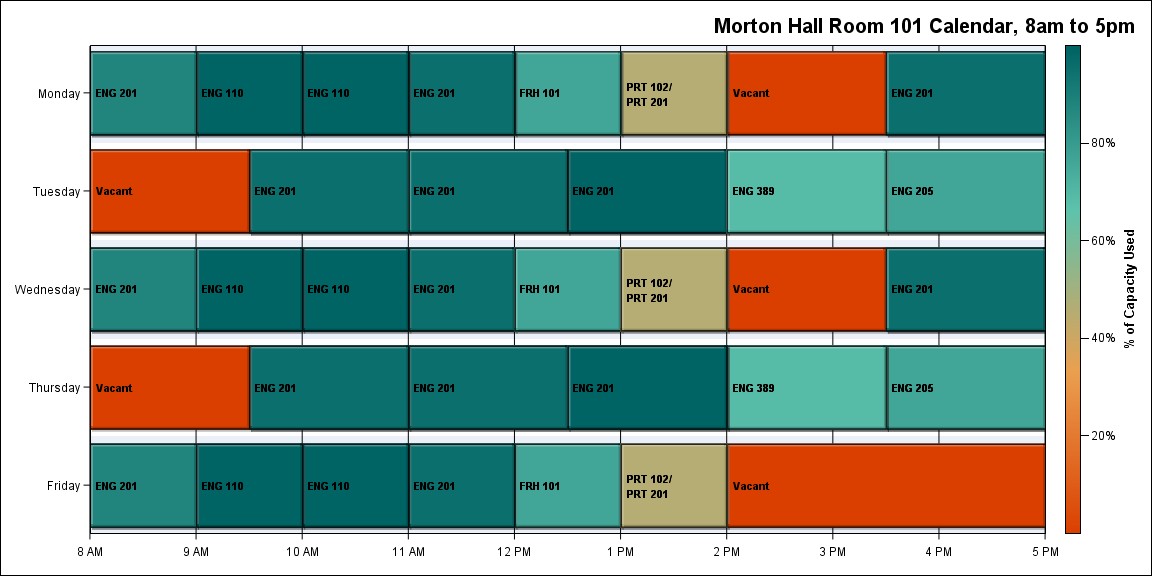 Morton Hall Room 101 Calendar, 8am to 5pm
Monday
ENG 201
ENG 110
ENG 110
ENG 201
FRH 101
PRT 102/
PRT 201
Vacant
ENG 201
Tuesday
Vacant
ENG 201
ENG 201
ENG 201
ENG 389
ENG 205
Wednesday
ENG 201
ENG 110
ENG 110
ENG 201
FRH 101
PRT 102/
PRT 201
Vacant
ENG 201
Thursday
Vacant
ENG 201
ENG 201
ENG 201
ENG 389
ENG 205
Friday
ENG 201
ENG 110
ENG 110
ENG 201
FRH 101
PRT 102/
PRT 201
Vacant
8 AM
9 AM
10 AM
11 AM
12 PM
1 PM
2 PM
3 PM
4 PM
5 PM
80%
60%
40%
20%
% of Capacity Used